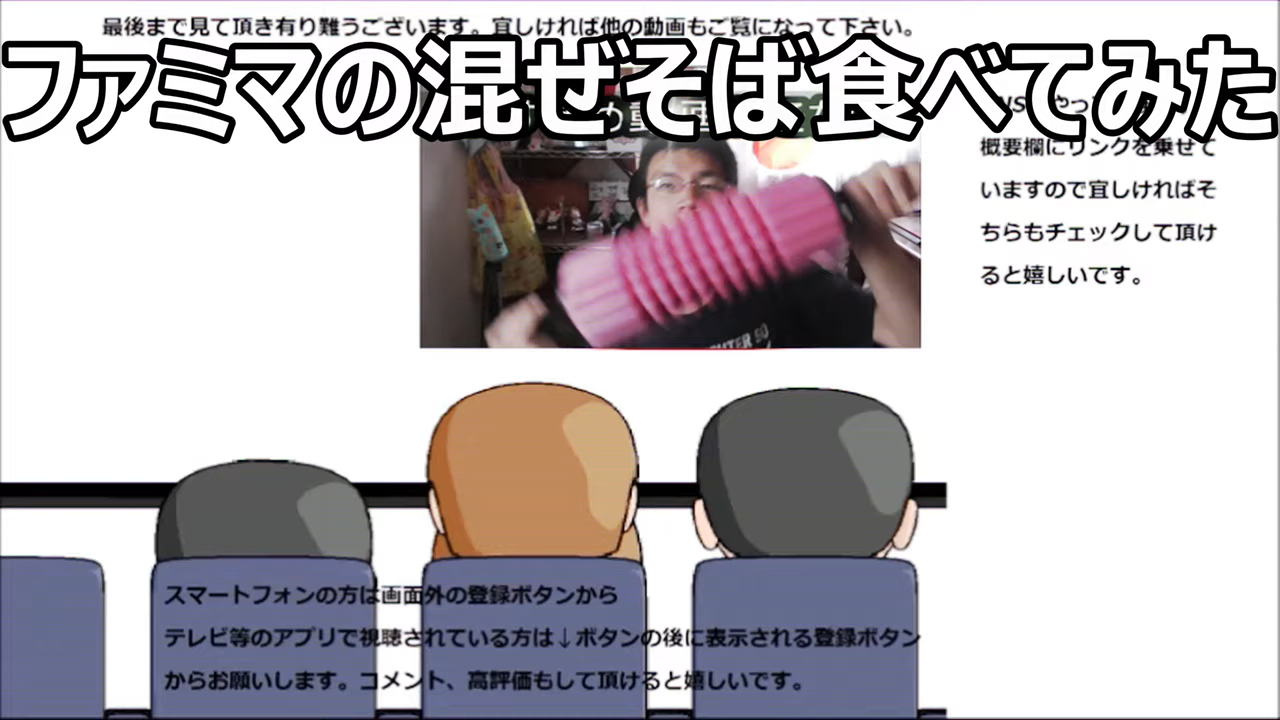 最後まで見て頂き有り難うございます。宜しければ他の動画もご覧になって下さい。
ファミマの混ぜそば食べてみた
概要欄にリンクを乗せて
いますので宜しければそ
ちらもチェックして頂け
ると嬉しいです。
スマートフォンの方は画面外の登録ボタンから
テレビ等のアプリで視聴されている方は↓ボタンの後に表示される登録ボタン
からお願いします。コメント、高評価もして頂けると嬉しいです。